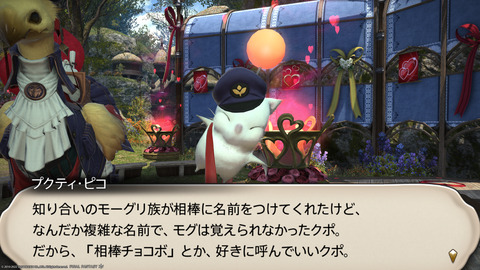 プクティ・ピコ
知り合いのモーグリ族が相棒に名前をつけてくれたけど、
なんだか複雑な名前で、モグは覚えられなかったクポ。
だから、「相棒チョコボ」とか、好きに呼んでいいクポ。